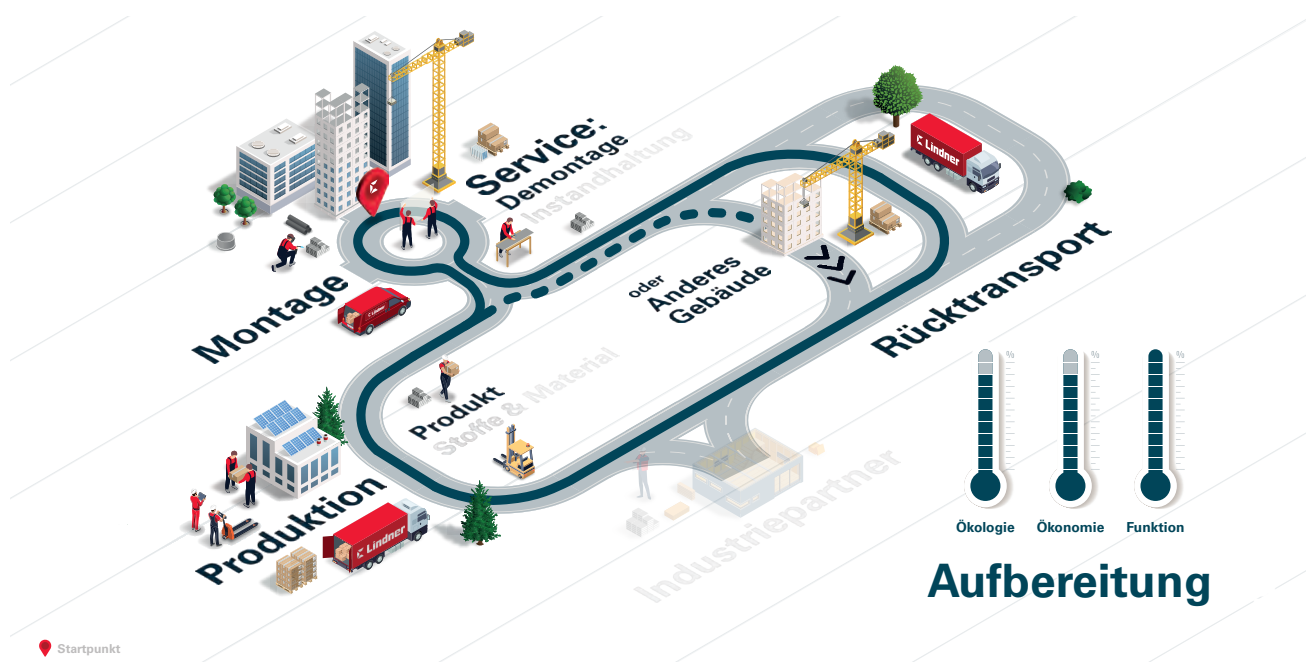 Service:
Demontage
Instandhaltung
Lindner
Montage
Lindner
oder
Anderes
Gebäude
Rücktransport
Produkt
Stoffe & Material
Produktion
Lindner
Industriepartner
%
%
%
Ökologie
Ökonomie
Funktion
Aufbereitung
Startpunkt